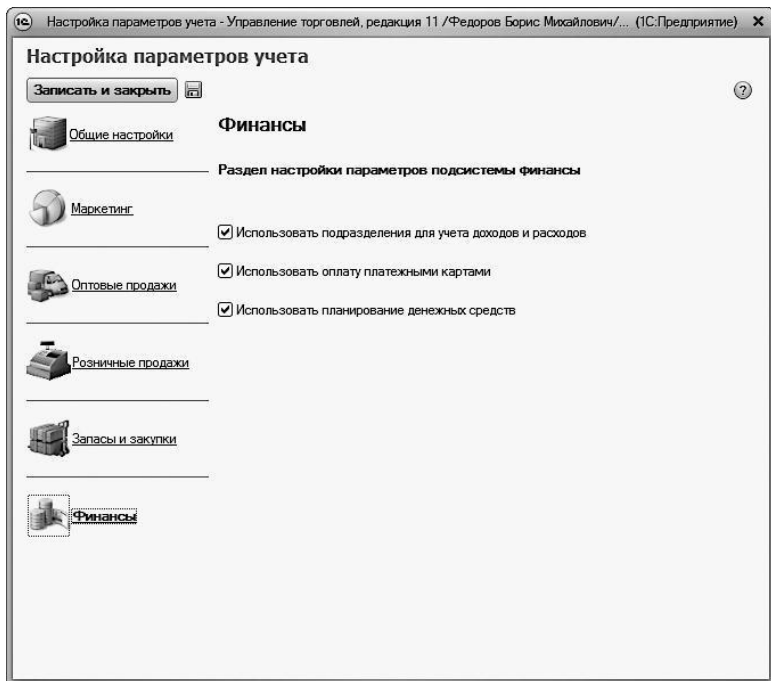 1С Настройка параметров учета - Управление торговлей, редакция 11 /Федоров Борис Михайлович/... (1С:Предприятие)
Настройка параметров учета
Записать и закрыть
?
Общие настройки
Финансы
Раздел настройки параметров подсистемы финансы
Маркетинг
Использовать подразделения для учета доходов и расходов
Использовать оплату платежными картами
Оптовые продажи
Использовать планирование денежных средств
Розничные продажи
Запасы и закупки
Финансы